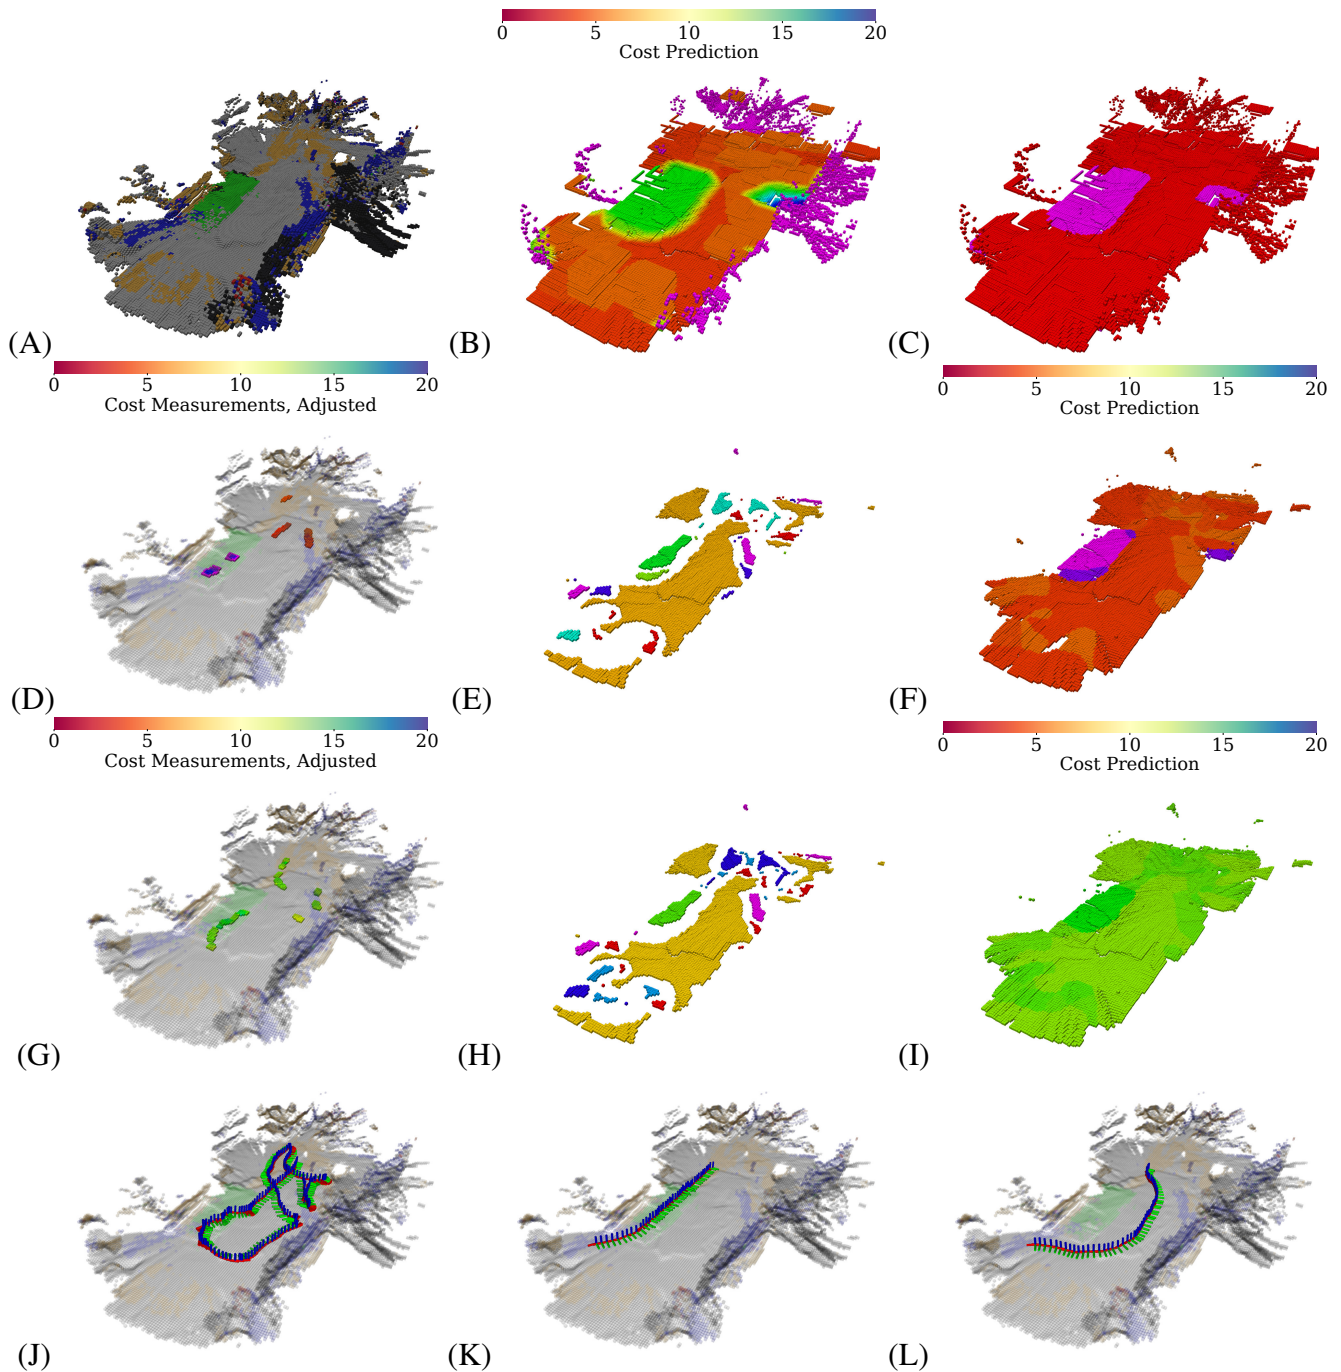 0 5 10 15 20
Cost Prediction
(A) (B) (C)
0 5 10 15 20
Cost Measurements, Adjusted
0 5 10 15 20
Cost Prediction
(D) (E) (F)
0 5 10 15 20
Cost Measurements, Adjusted
0 5 10 15 20
Cost Prediction
(G) (H) (I)
(J) (K) (L)